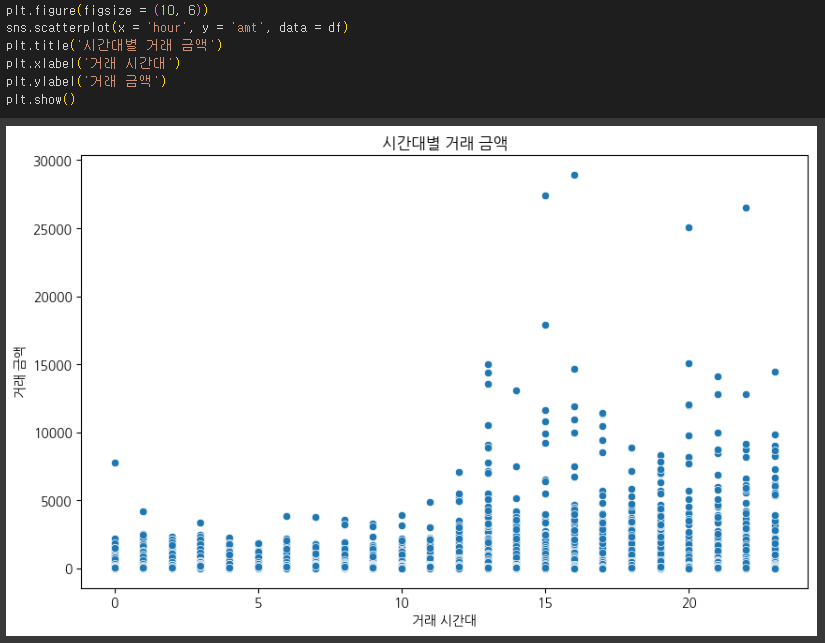 plt.figure(figsize = (10, 6))
sns.scatterplot(x = 'hour', y = 'amt', data = df)
plt.title('시간대별 거래 금액')
plt.xlabel('거래 시간대')
plt.ylabel('거래 금액')
plt.show()
시간대별 거래 금액
30000
25000
20000
15000
10000
5000
0
거래 금액
0 5 10 15 20
거래 시간대